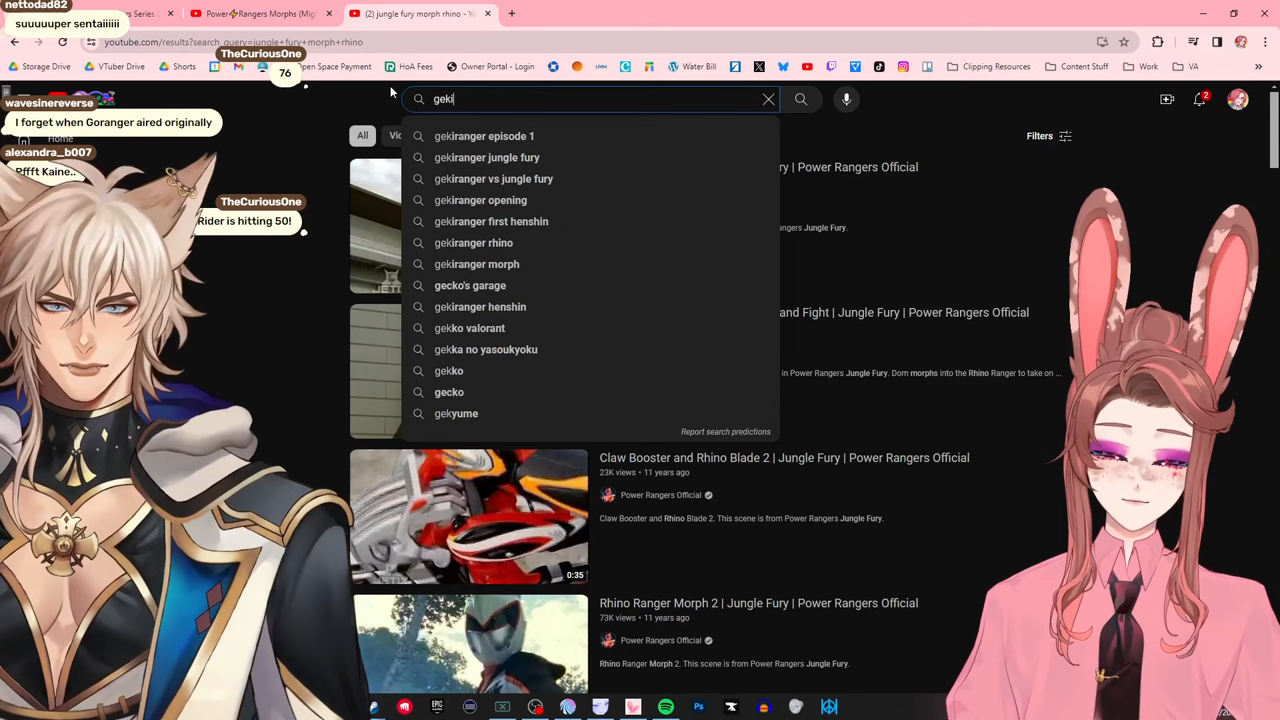 nettodad82
suuuuuper sentaiiiiii
TheCuriousOne
76
wavesinereverse
I forget when Goranger aired originally
alexandra_b007
Pffft Kaine..
TheCuriousOne
Rider is hitting 50!
Power⚡Rangers Morphs (Mi
(2) jungle fury morph rhino - Yo
youtube.com/results?search_query=jungle+fury+morph+rhino
Storage Drive
VTuber Drive
Shorts
Open Space Payment
HoA Fees
Owner Portal - Login
Water Bill
Clipping Resources
Content Stuff
Work
VA
geki
2
Home
All
Filters
gekiranger episode 1
gekiranger jungle fury
gekiranger vs jungle fury
gekiranger opening
gekiranger first henshin
gekiranger rhino
gekiranger morph
gecko's garage
gekiranger henshin
gekko valorant
gekka no yasoukyoku
gekko
gecko
gekyume
Report search predictions
y | Power Rangers Official
ngers Jungle Fury.
and Fight | Jungle Fury | Power Rangers Official
in Power Rangers Jungle Fury. Dom morphs into the Rhino Ranger to take on ...
Claw Booster and Rhino Blade 2 | Jungle Fury | Power Rangers Official
23K views • 11 years ago
Power Rangers Official
Claw Booster and Rhino Blade 2. This scene is from Power Rangers Jungle Fury.
JETIX
0:35
Rhino Ranger Morph 2 | Jungle Fury | Power Rangers Official
73K views • 11 years ago
Power Rangers Official
Rhino Ranger Morph 2. This scene is from Power Rangers Jungle Fury.
EPIC
Ps